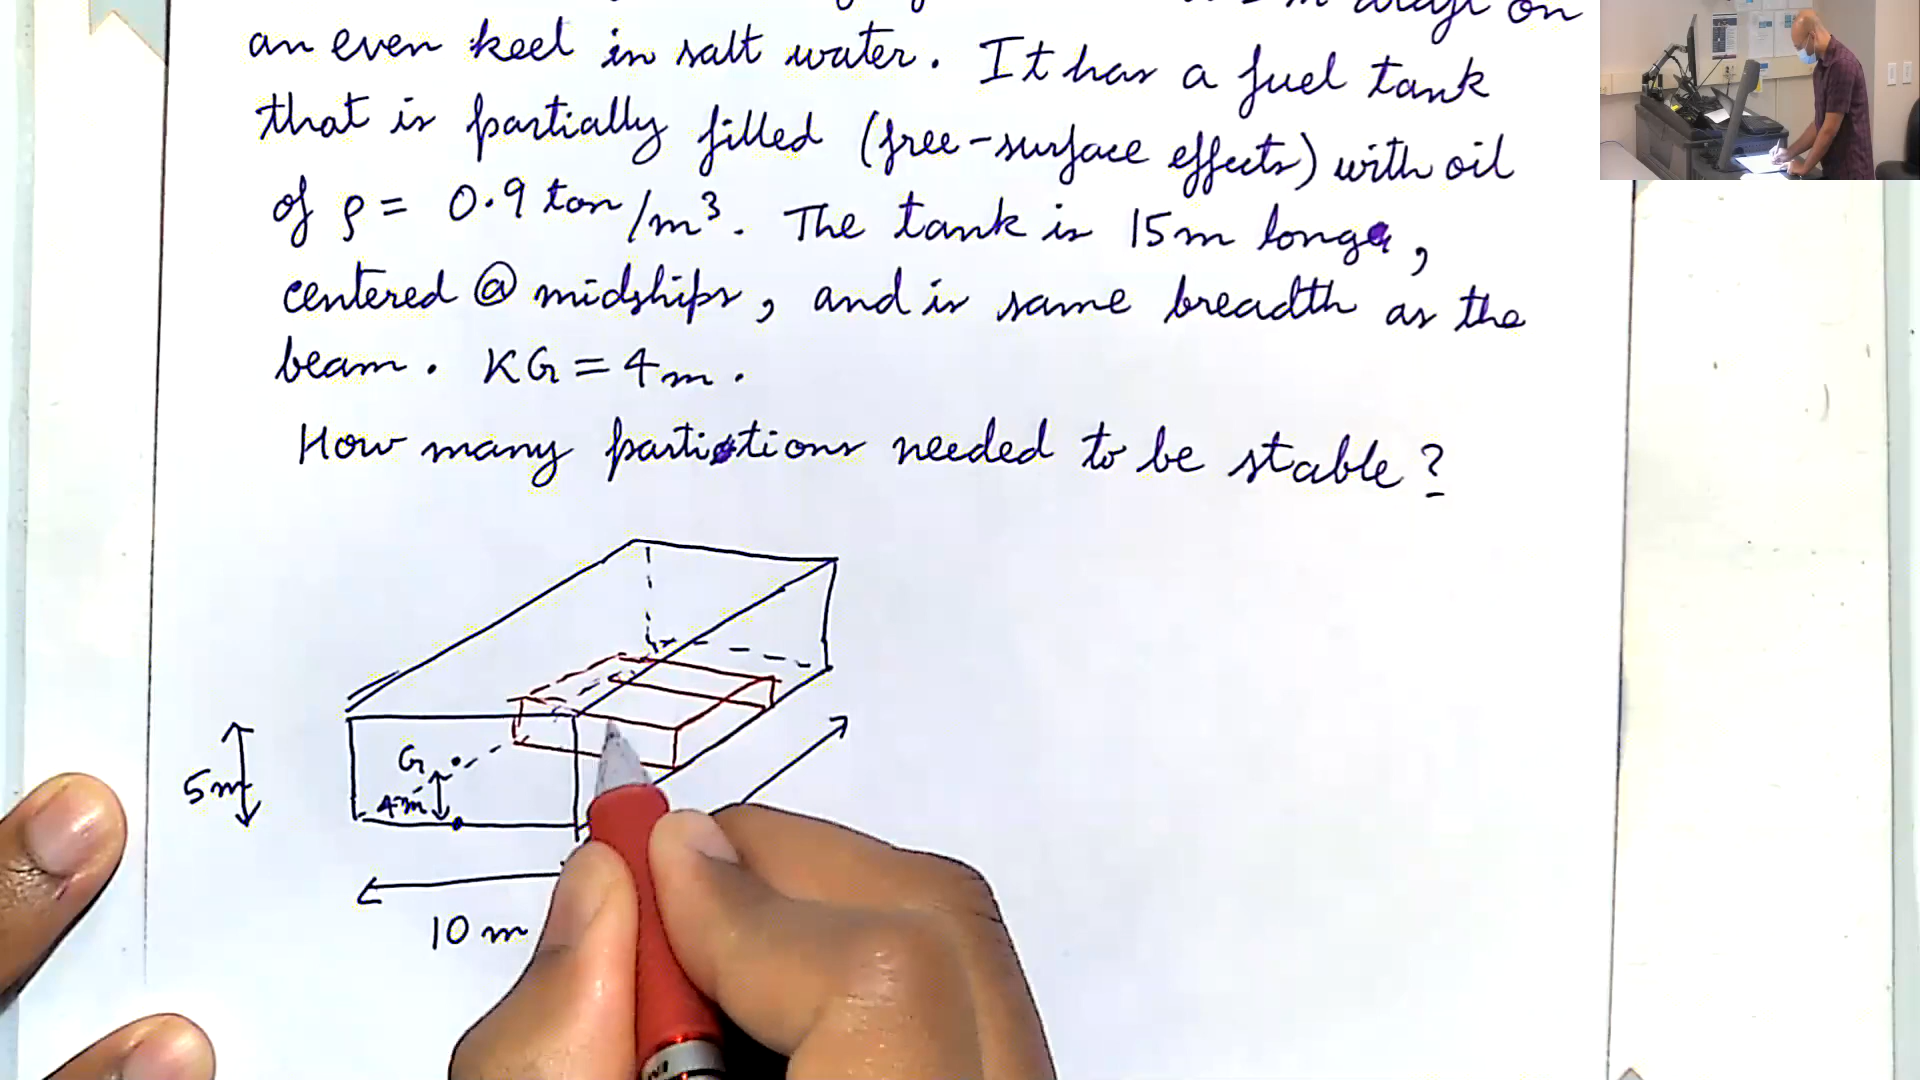 on
an even keel in salt water. It has a fuel tank
that is partially filled (free-surface effects) with oil
of ρ = 0.9 ton/m³. The tank is 15m long,
centered @ midships, and is same breadth as the
beam. KG = 4m.
How many partitions needed to be stable?
G
5m
4m
10 m